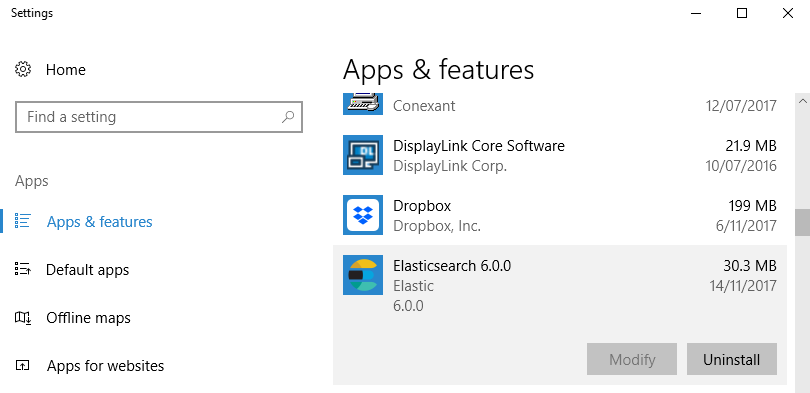 Settings
Home
Find a setting
Apps
Apps & features
Default apps
Offline maps
Apps for websites
Apps & features
Conexant 12/07/2017
DisplayLink Core Software 21.9 MB
DisplayLink Corp. 10/07/2016
Dropbox 199 MB
Dropbox, Inc. 6/11/2017
Elasticsearch 6.0.0 30.3 MB
Elastic 14/11/2017
6.0.0
Modify Uninstall